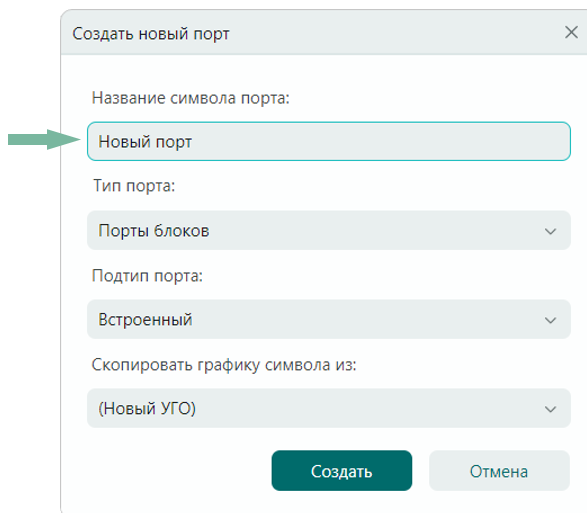 Создать новый порт
Название символа порта:
Новый порт
Тип порта:
Порты блоков
Подтип порта:
Встроенный
Скопировать графику символа из:
(Новый УГО)
Создать
Отмена